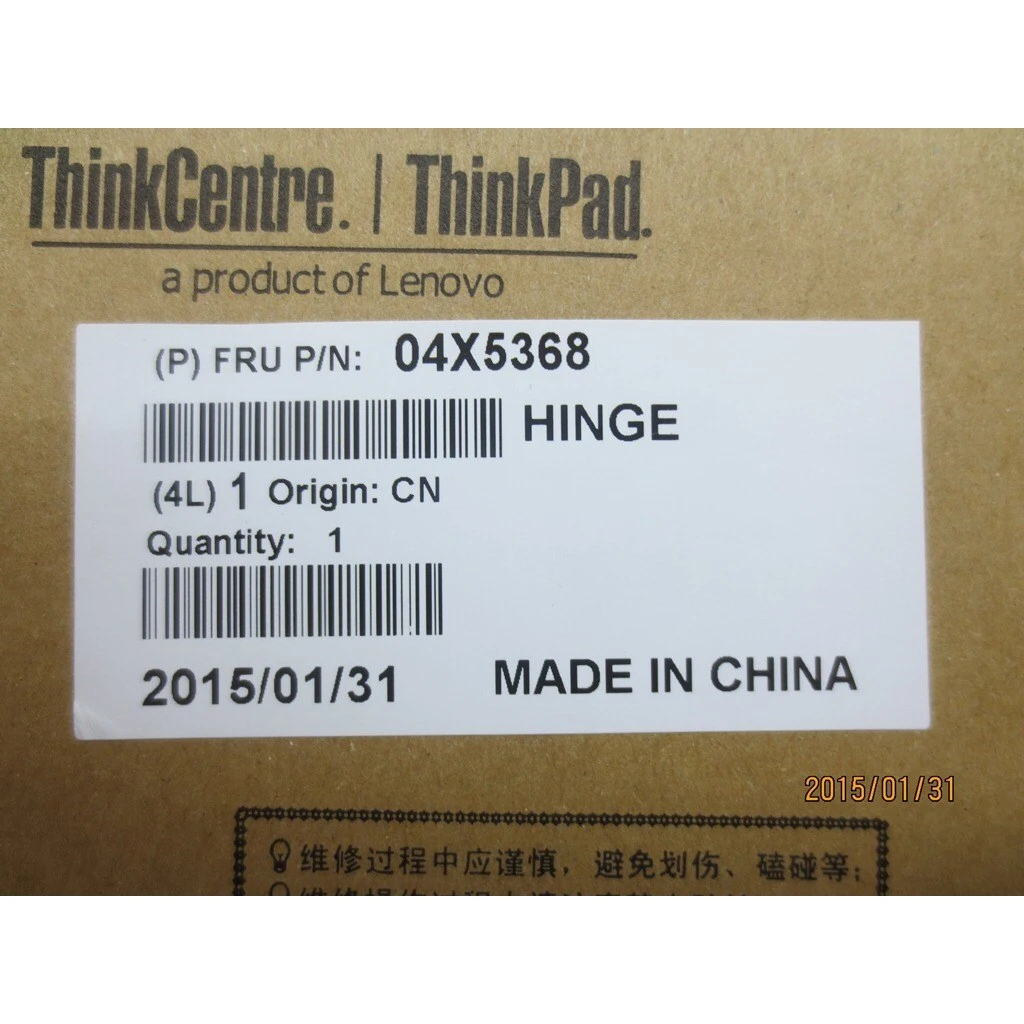 ThinkCentre. | ThinkPad.
a product of Lenovo
(P) FRU P/N: 04X5368
HINGE
(4L) 1 Origin: CN
Quantity: 1
2015/01/31 MADE IN CHINA
2015/01/31
维修过程中应谨慎，避免划伤、磕碰等；